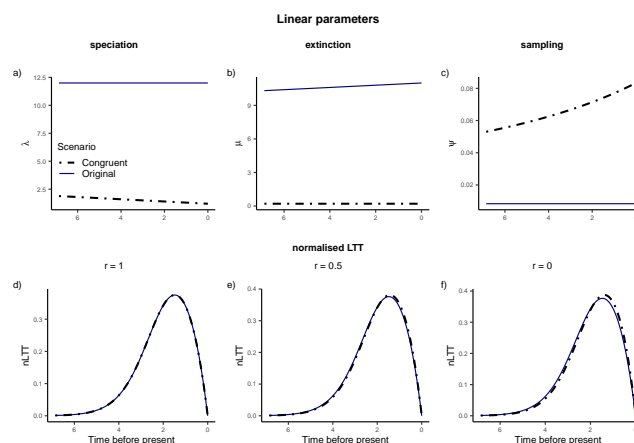 Linear parameters
speciation
extinction
sampling
a)
b)
c)
12.5
10.0
7.5
5.0
2.5
λ
Scenario
Congruent
Original
6 4 2 0
9
6
3
0
μ
6 4 2 0
0.08
0.06
0.04
0.02
ψ
6 4 2 0
normalised LTT
r = 1
r = 0.5
r = 0
d)
e)
f)
0.3
0.2
0.1
0.0
nLTT
6 4 2 0
Time before present
0.4
0.3
0.2
0.1
0.0
nLTT
6 4 2 0
Time before present
0.4
0.3
0.2
0.1
0.0
nLTT
6 4 2 0
Time before present